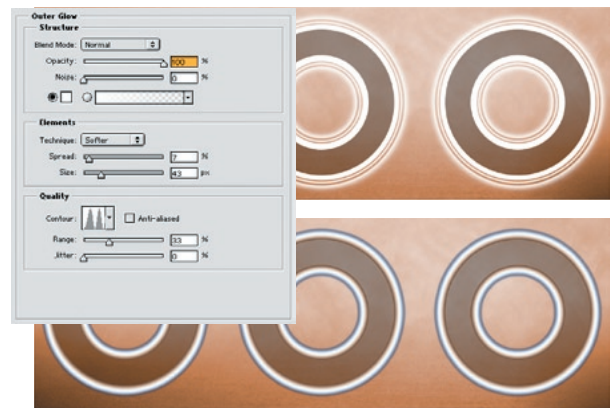 Outer Glow
Structure
Blend Mode: Normal
Opacity: 100 %
Noise: 0 %
Elements
Technique: Softer
Spread: 7 %
Size: 43 px
Quality
Contour: Anti-aliased
Range: 33 %
Jitter: 0 %